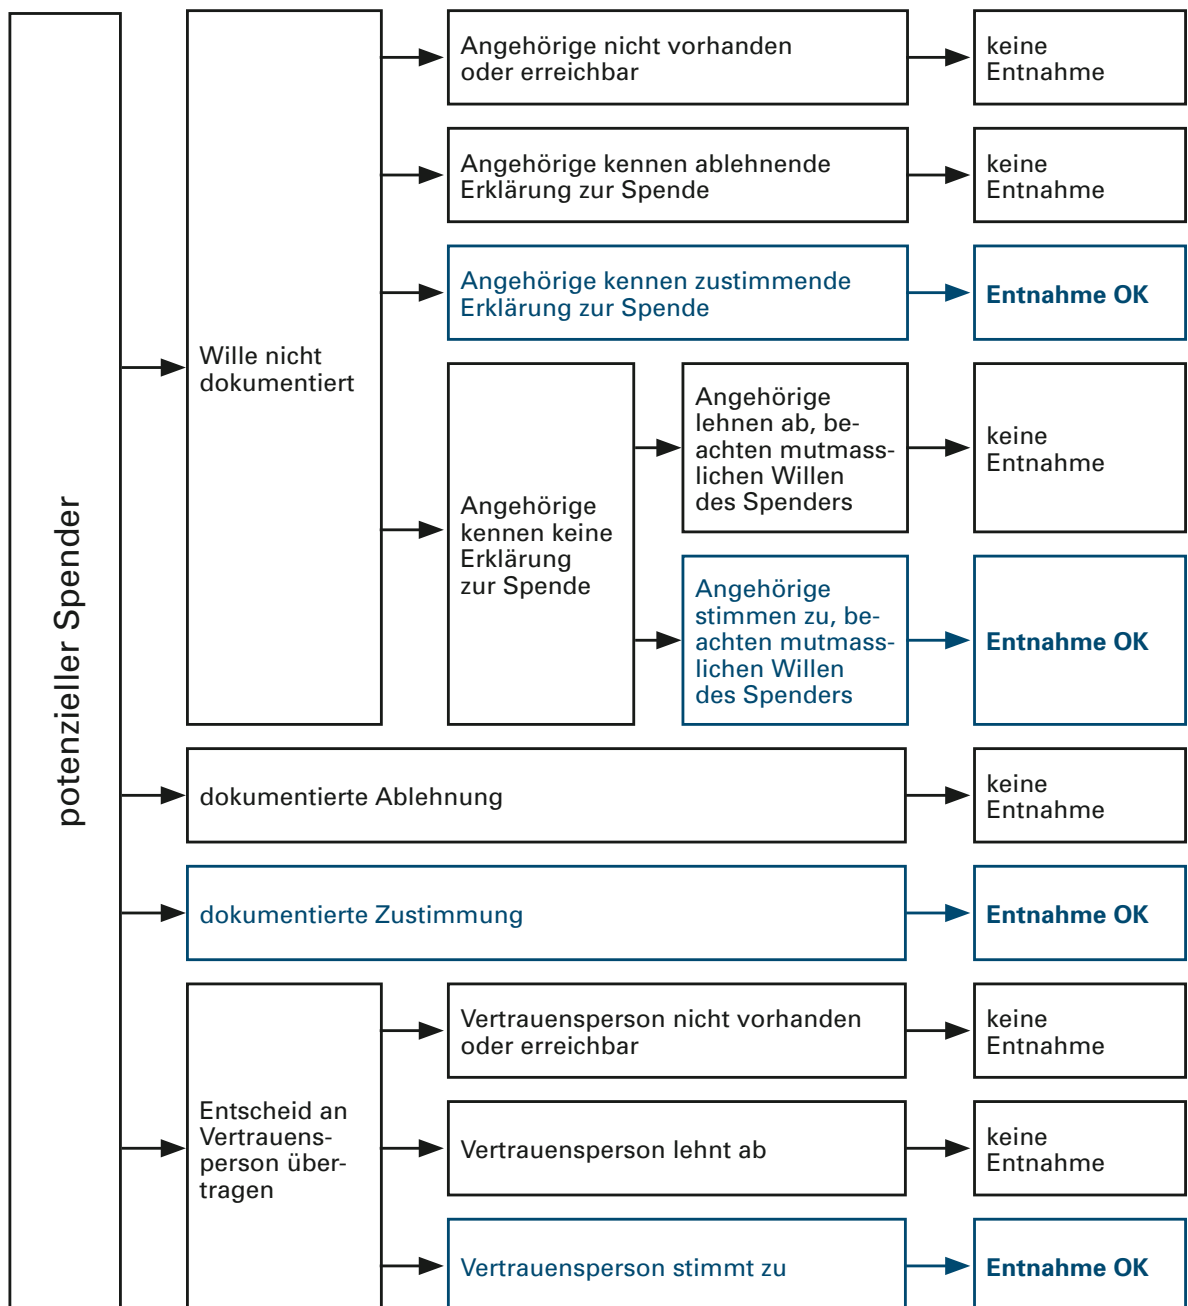 potenzieller Spender
Wille nicht
dokumentiert
Angehörige nicht vorhanden
oder erreichbar
keine
Entnahme
Angehörige kennen ablehnende
Erklärung zur Spende
keine
Entnahme
Angehörige kennen zustimmende
Erklärung zur Spende
Entnahme OK
Angehörige
kennen keine
Erklärung
zur Spende
Angehörige
lehnen ab, be-
achten mutmass-
lichen Willen
des Spenders
keine
Entnahme
Angehörige
stimmen zu, be-
achten mutmass-
lichen Willen
des Spenders
Entnahme OK
dokumentierte Ablehnung
keine
Entnahme
dokumentierte Zustimmung
Entnahme OK
Entscheid an
Vertrauens-
person über-
tragen
Vertrauensperson nicht vorhanden
oder erreichbar
keine
Entnahme
Vertrauensperson lehnt ab
keine
Entnahme
Vertrauensperson stimmt zu
Entnahme OK